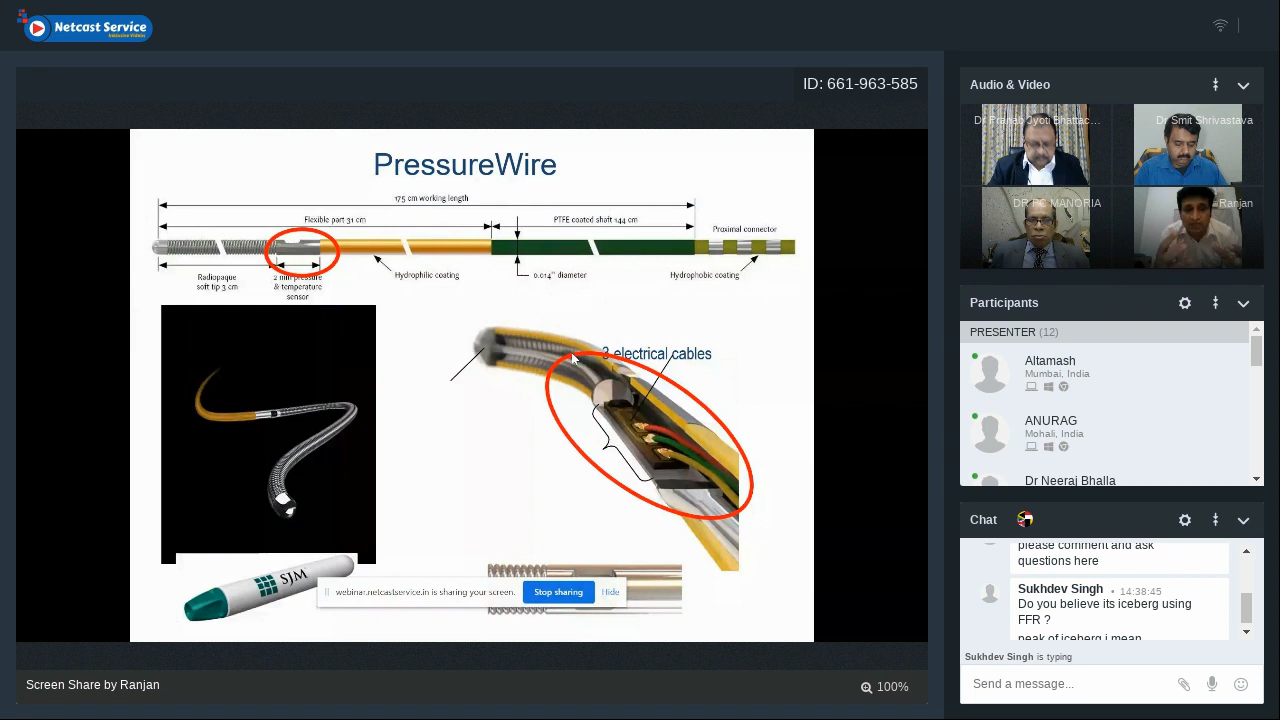 Netcast Service
ID: 661-963-585
PressureWire
175 cm working length
Flexible part 31 cm
PTFE coated shaft 144 cm
Proximal connector
Radiopaque
soft tip 3 cm
2 mm pressure
& temperature
sensor
Hydrophilic coating
0.014" diameter
Hydrophobic coating
3 electrical cables
SJM
webinar.netcastservice.in is sharing your screen.
Stop sharing
Hide
Screen Share by Ranjan
100%
Audio & Video
Dr Pranab Jyoti Bhattac...
Dr Smit Shrivastava
DR PC MANORIA
Ranjan
Participants
PRESENTER (12)
Altamash
Mumbai, India
ANURAG
Mohali, India
Dr Neeraj Bhalla
Chat
please comment and ask
questions here
Sukhdev Singh • 14:38:45
Do you believe its iceberg using
FFR ?
peak of iceberg i mean
Sukhdev Singh is typing
Send a message...